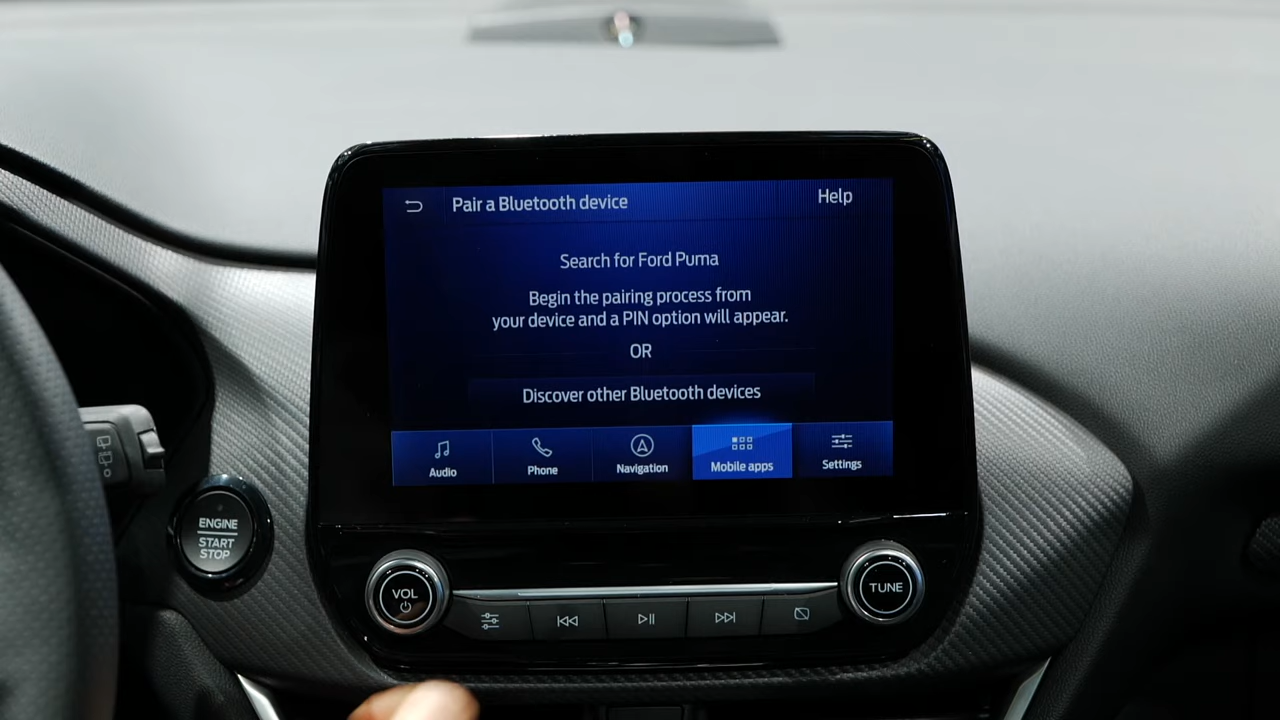 Pair a Bluetooth device
Help
Search for Ford Puma
Begin the pairing process from
your device and a PIN option will appear.
OR
Discover other Bluetooth devices
Audio
Phone
Navigation
Mobile apps
Settings
ENGINE
START
STOP
VOL
TUNE